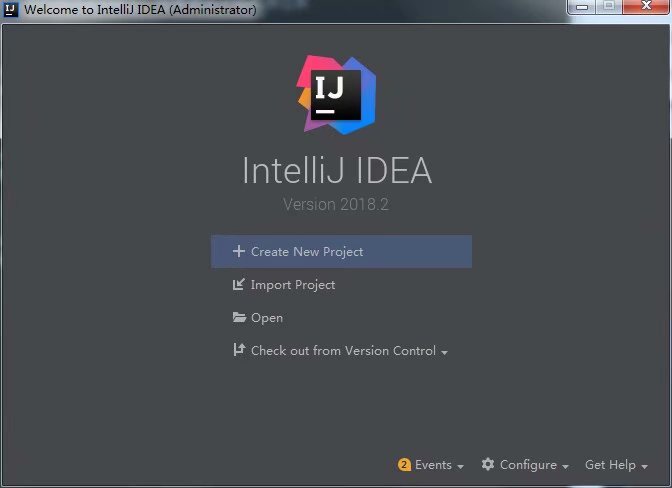 Welcome to IntelliJ IDEA (Administrator)
IJ
IntelliJ IDEA
Version 2018.2
Create New Project
Import Project
Open
Check out from Version Control
2 Events Configure Get Help